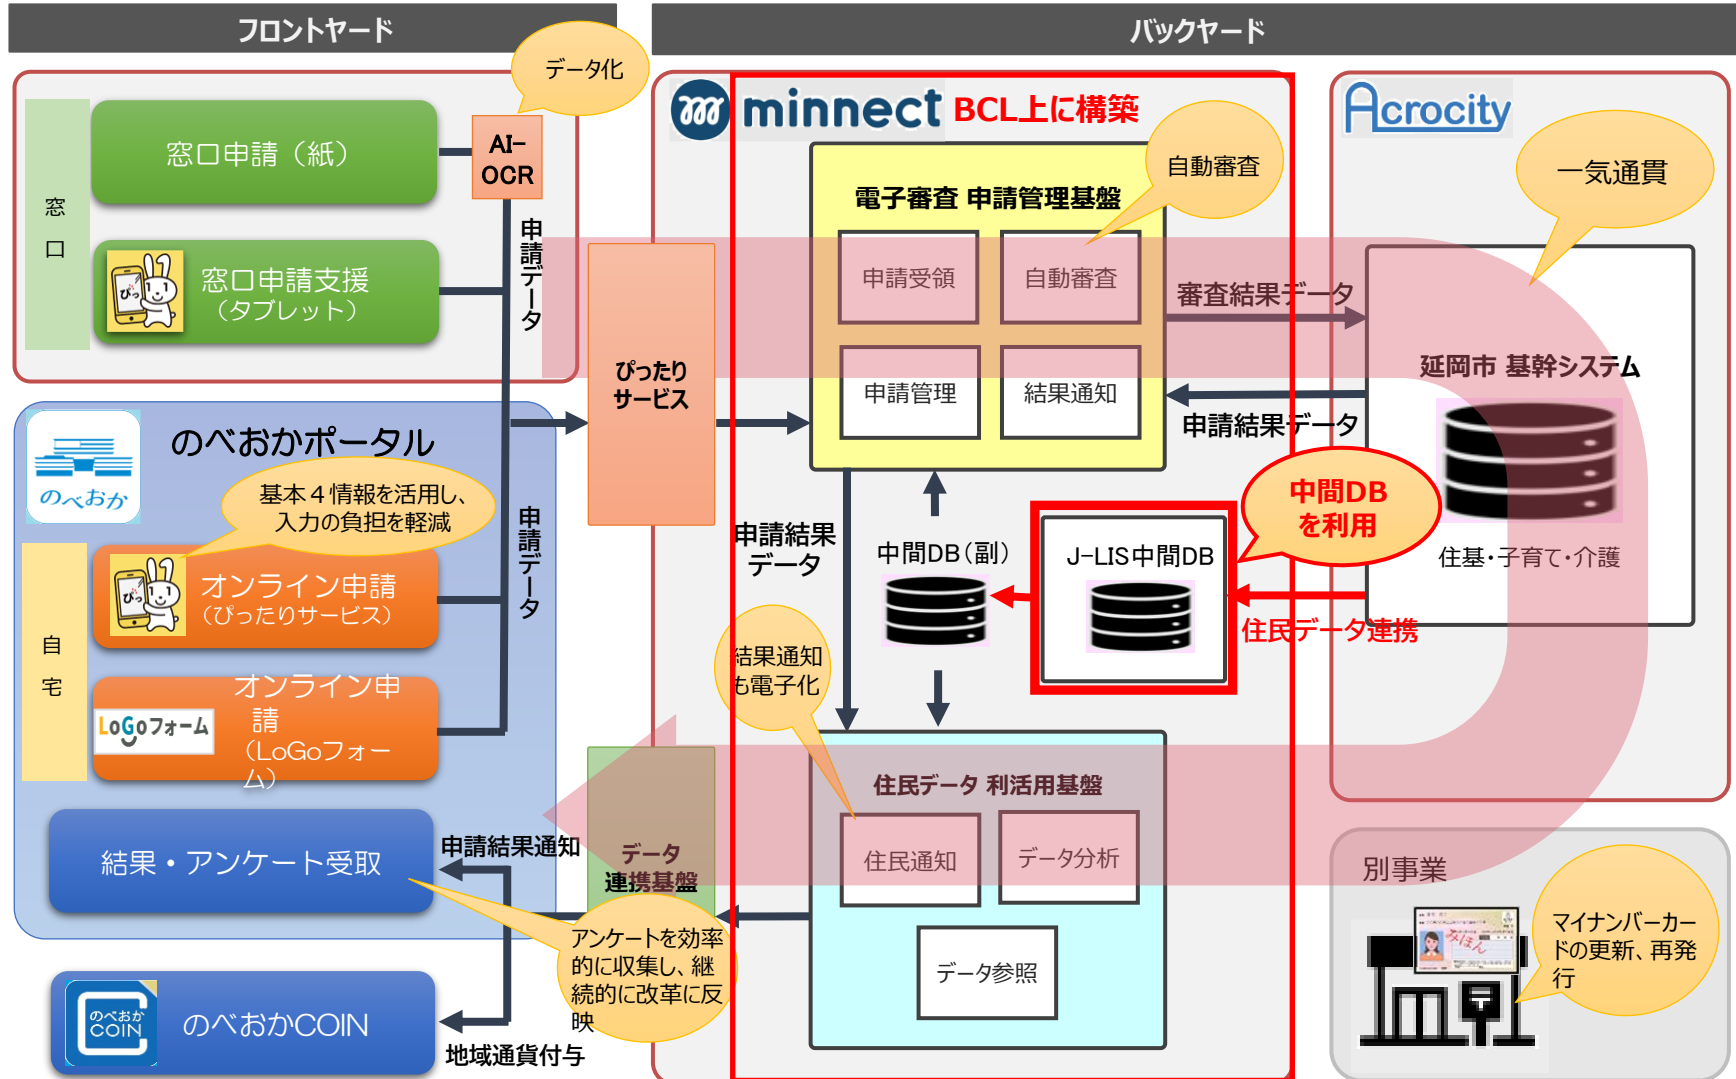 フロントヤード
バックヤード
データ化
窓
口
窓口申請（紙）
AI-
OCR
窓口申請支援
（タブレット）
ぴっ
申請データ
ぴったり
サービス
のべおか
のべおかポータル
基本４情報を活用し、
入力の負担を軽減
自
宅
オンライン申請
（ぴったりサービス）
ぴっ
申請データ
LoGoフォーム
オンライン申
請
（LoGoフォー
ム）
結果・アンケート受取
申請結果通知
データ
連携基盤
アンケートを効率
的に収集し、継
続的に改革に反
映
のべおか
COIN
のべおかCOIN
地域通貨付与
minnect
BCL上に構築
自動審査
電子審査 申請管理基盤
申請受領
自動審査
申請管理
結果通知
審査結果データ
申請結果データ
申請結果
データ
中間DB（副）
J-LIS中間DB
中間DB
を利用
住民データ連携
結果通知
も電子化
住民データ 利活用基盤
住民通知
データ分析
データ参照
Acrocity
一気通貫
延岡市 基幹システム
住基・子育て・介護
別事業
みほん
マイナンバーカー
ドの更新、再発
行